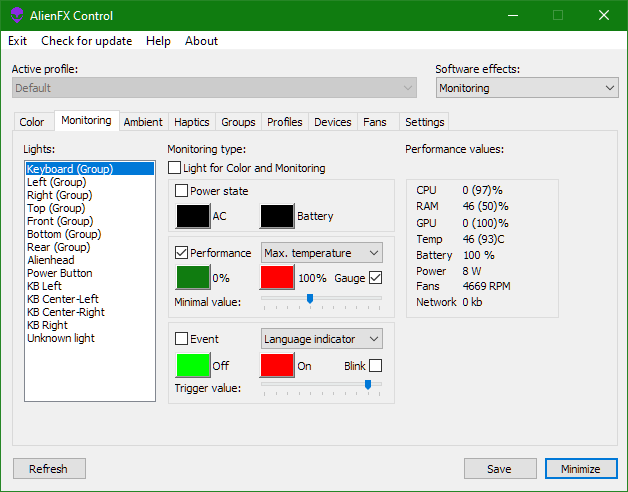 AlienFX Control
Exit Check for update Help About
Active profile: Software effects:
Default Monitoring
Color Monitoring Ambient Haptics Groups Profiles Devices Fans Settings
Lights: Monitoring type: Performance values:
Keyboard (Group)
Left (Group)
Right (Group)
Top (Group)
Front (Group)
Bottom (Group)
Rear (Group)
Alienhead
Power Button
KB Left
KB Center-Left
KB Center-Right
KB Right
Unknown light
Light for Color and Monitoring
Power state
AC Battery
Performance Max. temperature
0% 100% Gauge
Minimal value:
Event Language indicator
Off On Blink
Trigger value:
CPU 0 (97)%
RAM 46 (50)%
GPU 0 (100)%
Temp 46 (93)C
Battery 100 %
Power 8 W
Fans 4669 RPM
Network 0 kb
Refresh Save Minimize